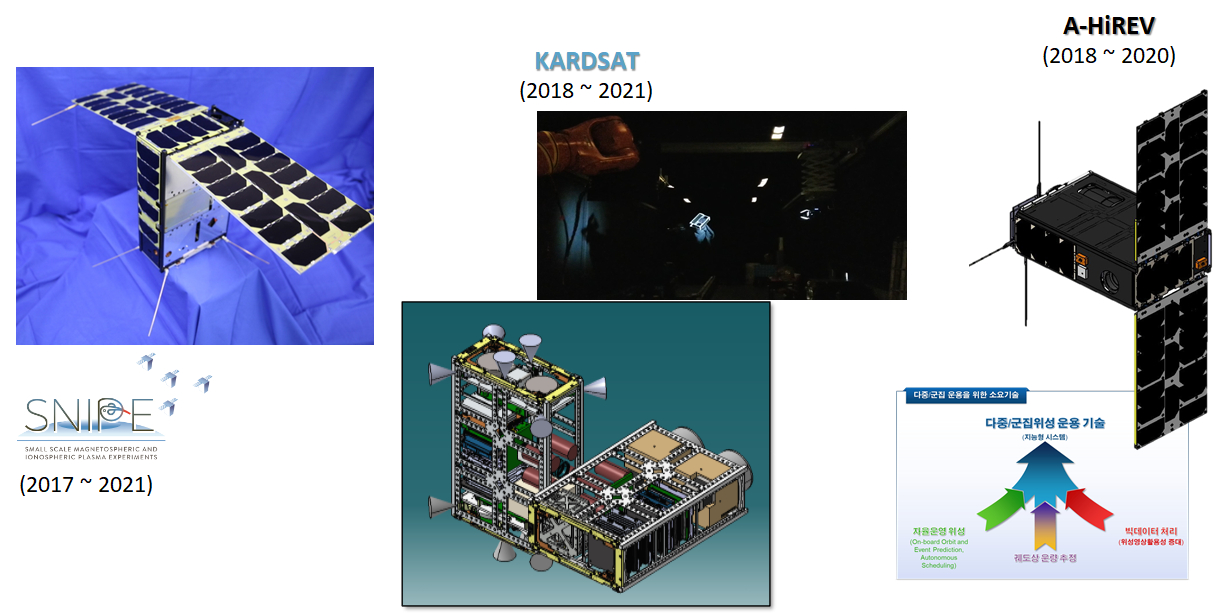 A-HiREV
(2018 ~ 2020)
KARDSAT
(2018 ~ 2021)
SNIPE
SMALL SCALE MAGNETOSPHERIC AND
IONOSPHERIC PLASMA EXPERIMENTS
(2017 ~ 2021)
다중/군집 운용을 위한 소요기술
다중/군집위성 운용 기술
(지능형 시스템)
자율운영 위성
(On-board Orbit and
Event Prediction,
Autonomous
Scheduling)
궤도상 운량 추정
빅데이터 처리
(위성영상활용성 증대)